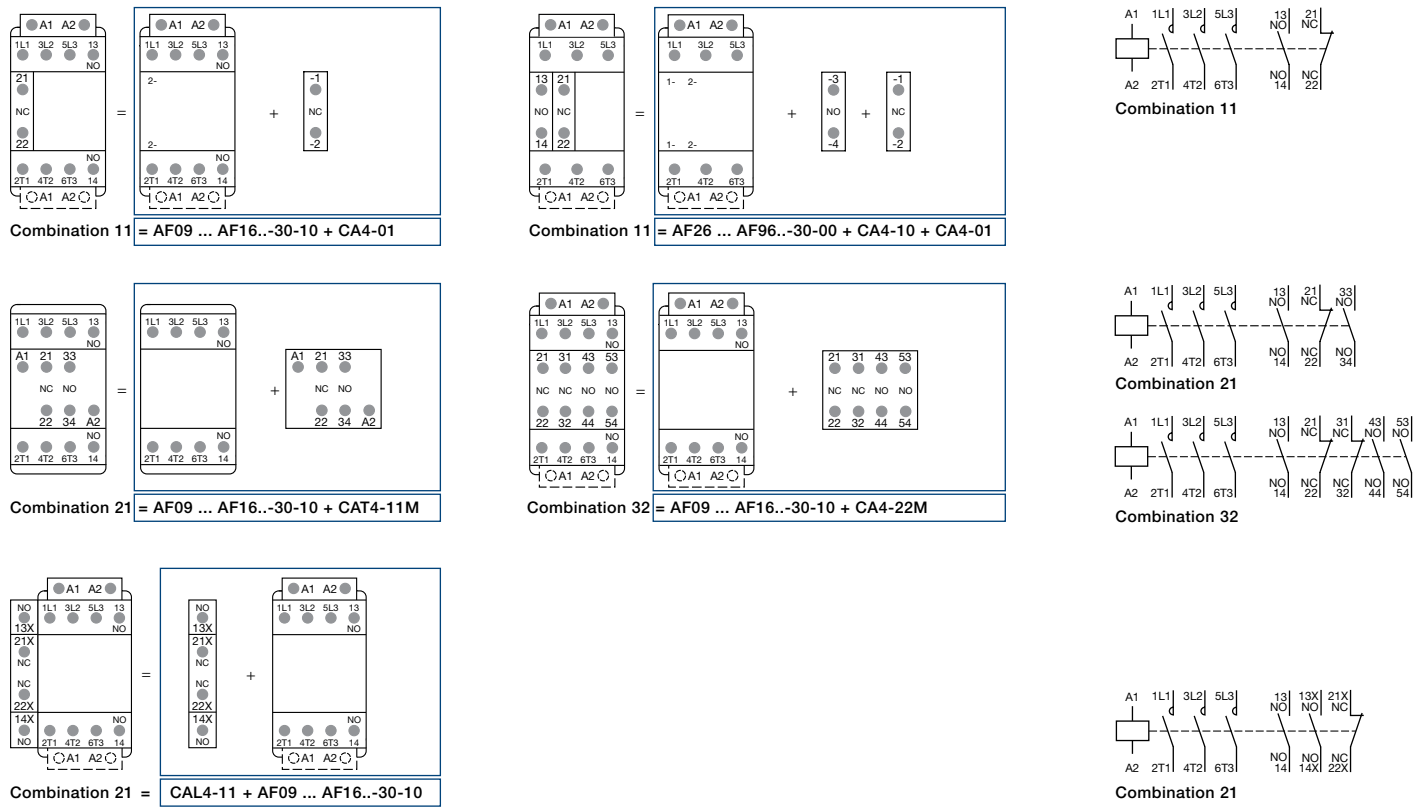 A1 A2 A1 A2
1L1 3L2 5L3 13 1L1 3L2 5L3 13
NO NO
21 2- -1
NC = + NC
22 2- -2
NO NO
2T1 4T2 6T3 14 2T1 4T2 6T3 14
A1 A2 A1 A2
Combination 11 = AF09 ... AF16..-30-10 + CA4-01
A1 A2 A1 A2
1L1 3L2 5L3 1L1 3L2 5L3
13 21 1- 2- -3 -1
NO NC = + NO + NC
14 22 1- 2- -4 -2
2T1 4T2 6T3 2T1 4T2 6T3
A1 A2 A1 A2
Combination 11 = AF26 ... AF96..-30-00 + CA4-10 + CA4-01
A1 1L1 3L2 5L3 13 21
NO NC
NO NC
A2 2T1 4T2 6T3 14 22
Combination 11
1L1 3L2 5L3 13 1L1 3L2 5L3 13
NO NO
A1 21 33 A1 21 33
NC NO = + NC NO
22 34 A2 22 34 A2
NO NO
2T1 4T2 6T3 14 2T1 4T2 6T3 14
Combination 21 = AF09 ... AF16..-30-10 + CAT4-11M
A1 A2 A1 A2
1L1 3L2 5L3 13 1L1 3L2 5L3 13
NO NO
21 31 43 53 21 31 43 53
NC NC NO NO = + NC NC NO NO
22 32 44 54 22 32 44 54
NO NO
2T1 4T2 6T3 14 2T1 4T2 6T3 14
A1 A2 A1 A2
Combination 32 = AF09 ... AF16..-30-10 + CA4-22M
A1 1L1 3L2 5L3 13 21 33
NO NC NO
NO NC NO
A2 2T1 4T2 6T3 14 22 34
Combination 21
A1 1L1 3L2 5L3 13 21 31 43 53
NO NC NC NO NO
NO NC NC NO NO
A2 2T1 4T2 6T3 14 22 32 44 54
Combination 32
A1 A2 A1 A2
NO 1L1 3L2 5L3 13 NO 1L1 3L2 5L3 13
13X NO 13X NO
21X 21X
NC NC
= +
NC NC
22X 22X
14X NO 14X NO
NO 2T1 4T2 6T3 14 NO 2T1 4T2 6T3 14
A1 A2 A1 A2
Combination 21 = CAL4-11 + AF09 ... AF16..-30-10
A1 1L1 3L2 5L3 13 13X 21X
NO NO NC
NO NO NC
A2 2T1 4T2 6T3 14 14X 22X
Combination 21